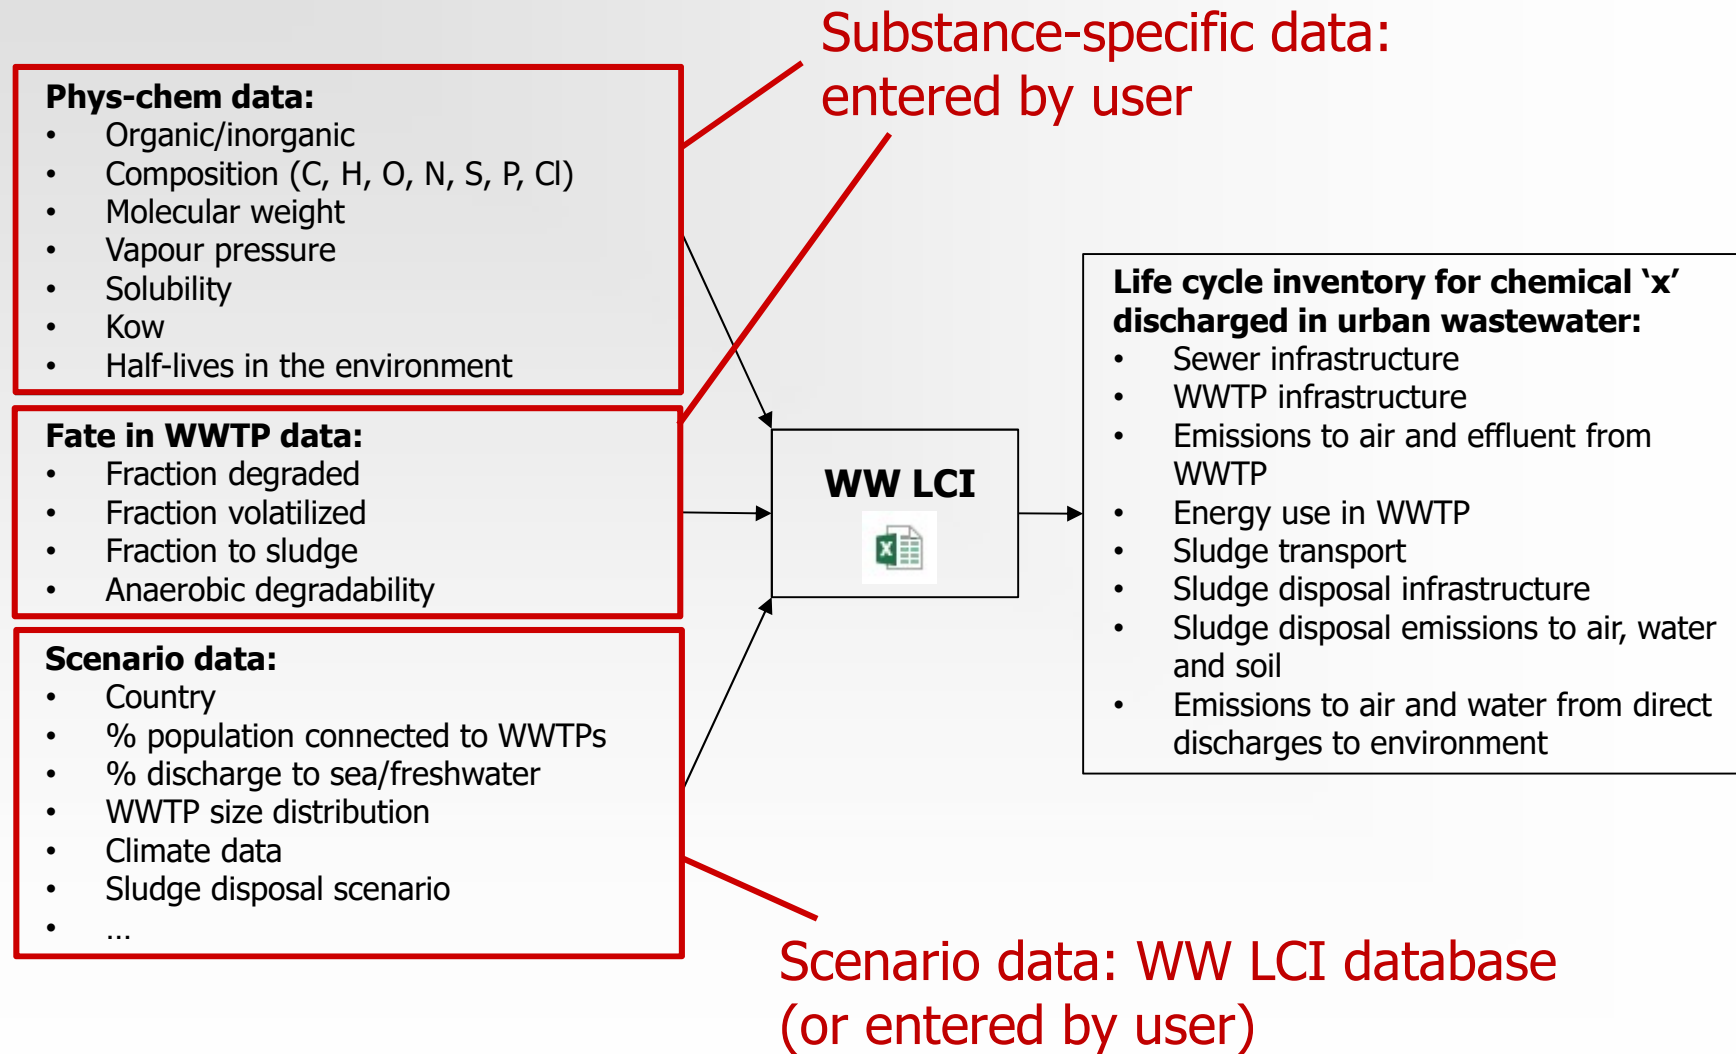 Substance-specific data:
entered by user
Phys-chem data:
• Organic/inorganic
• Composition (C, H, O, N, S, P, Cl)
• Molecular weight
• Vapour pressure
• Solubility
• Kow
• Half-lives in the environment
Fate in WWTP data:
• Fraction degraded
• Fraction volatilized
• Fraction to sludge
• Anaerobic degradability
Scenario data:
• Country
• % population connected to WWTPs
• % discharge to sea/freshwater
• WWTP size distribution
• Climate data
• Sludge disposal scenario
• …
WW LCI
X
Life cycle inventory for chemical ‘x’
discharged in urban wastewater:
• Sewer infrastructure
• WWTP infrastructure
• Emissions to air and effluent from
WWTP
• Energy use in WWTP
• Sludge transport
• Sludge disposal infrastructure
• Sludge disposal emissions to air, water
and soil
• Emissions to air and water from direct
discharges to environment
Scenario data: WW LCI database
(or entered by user)